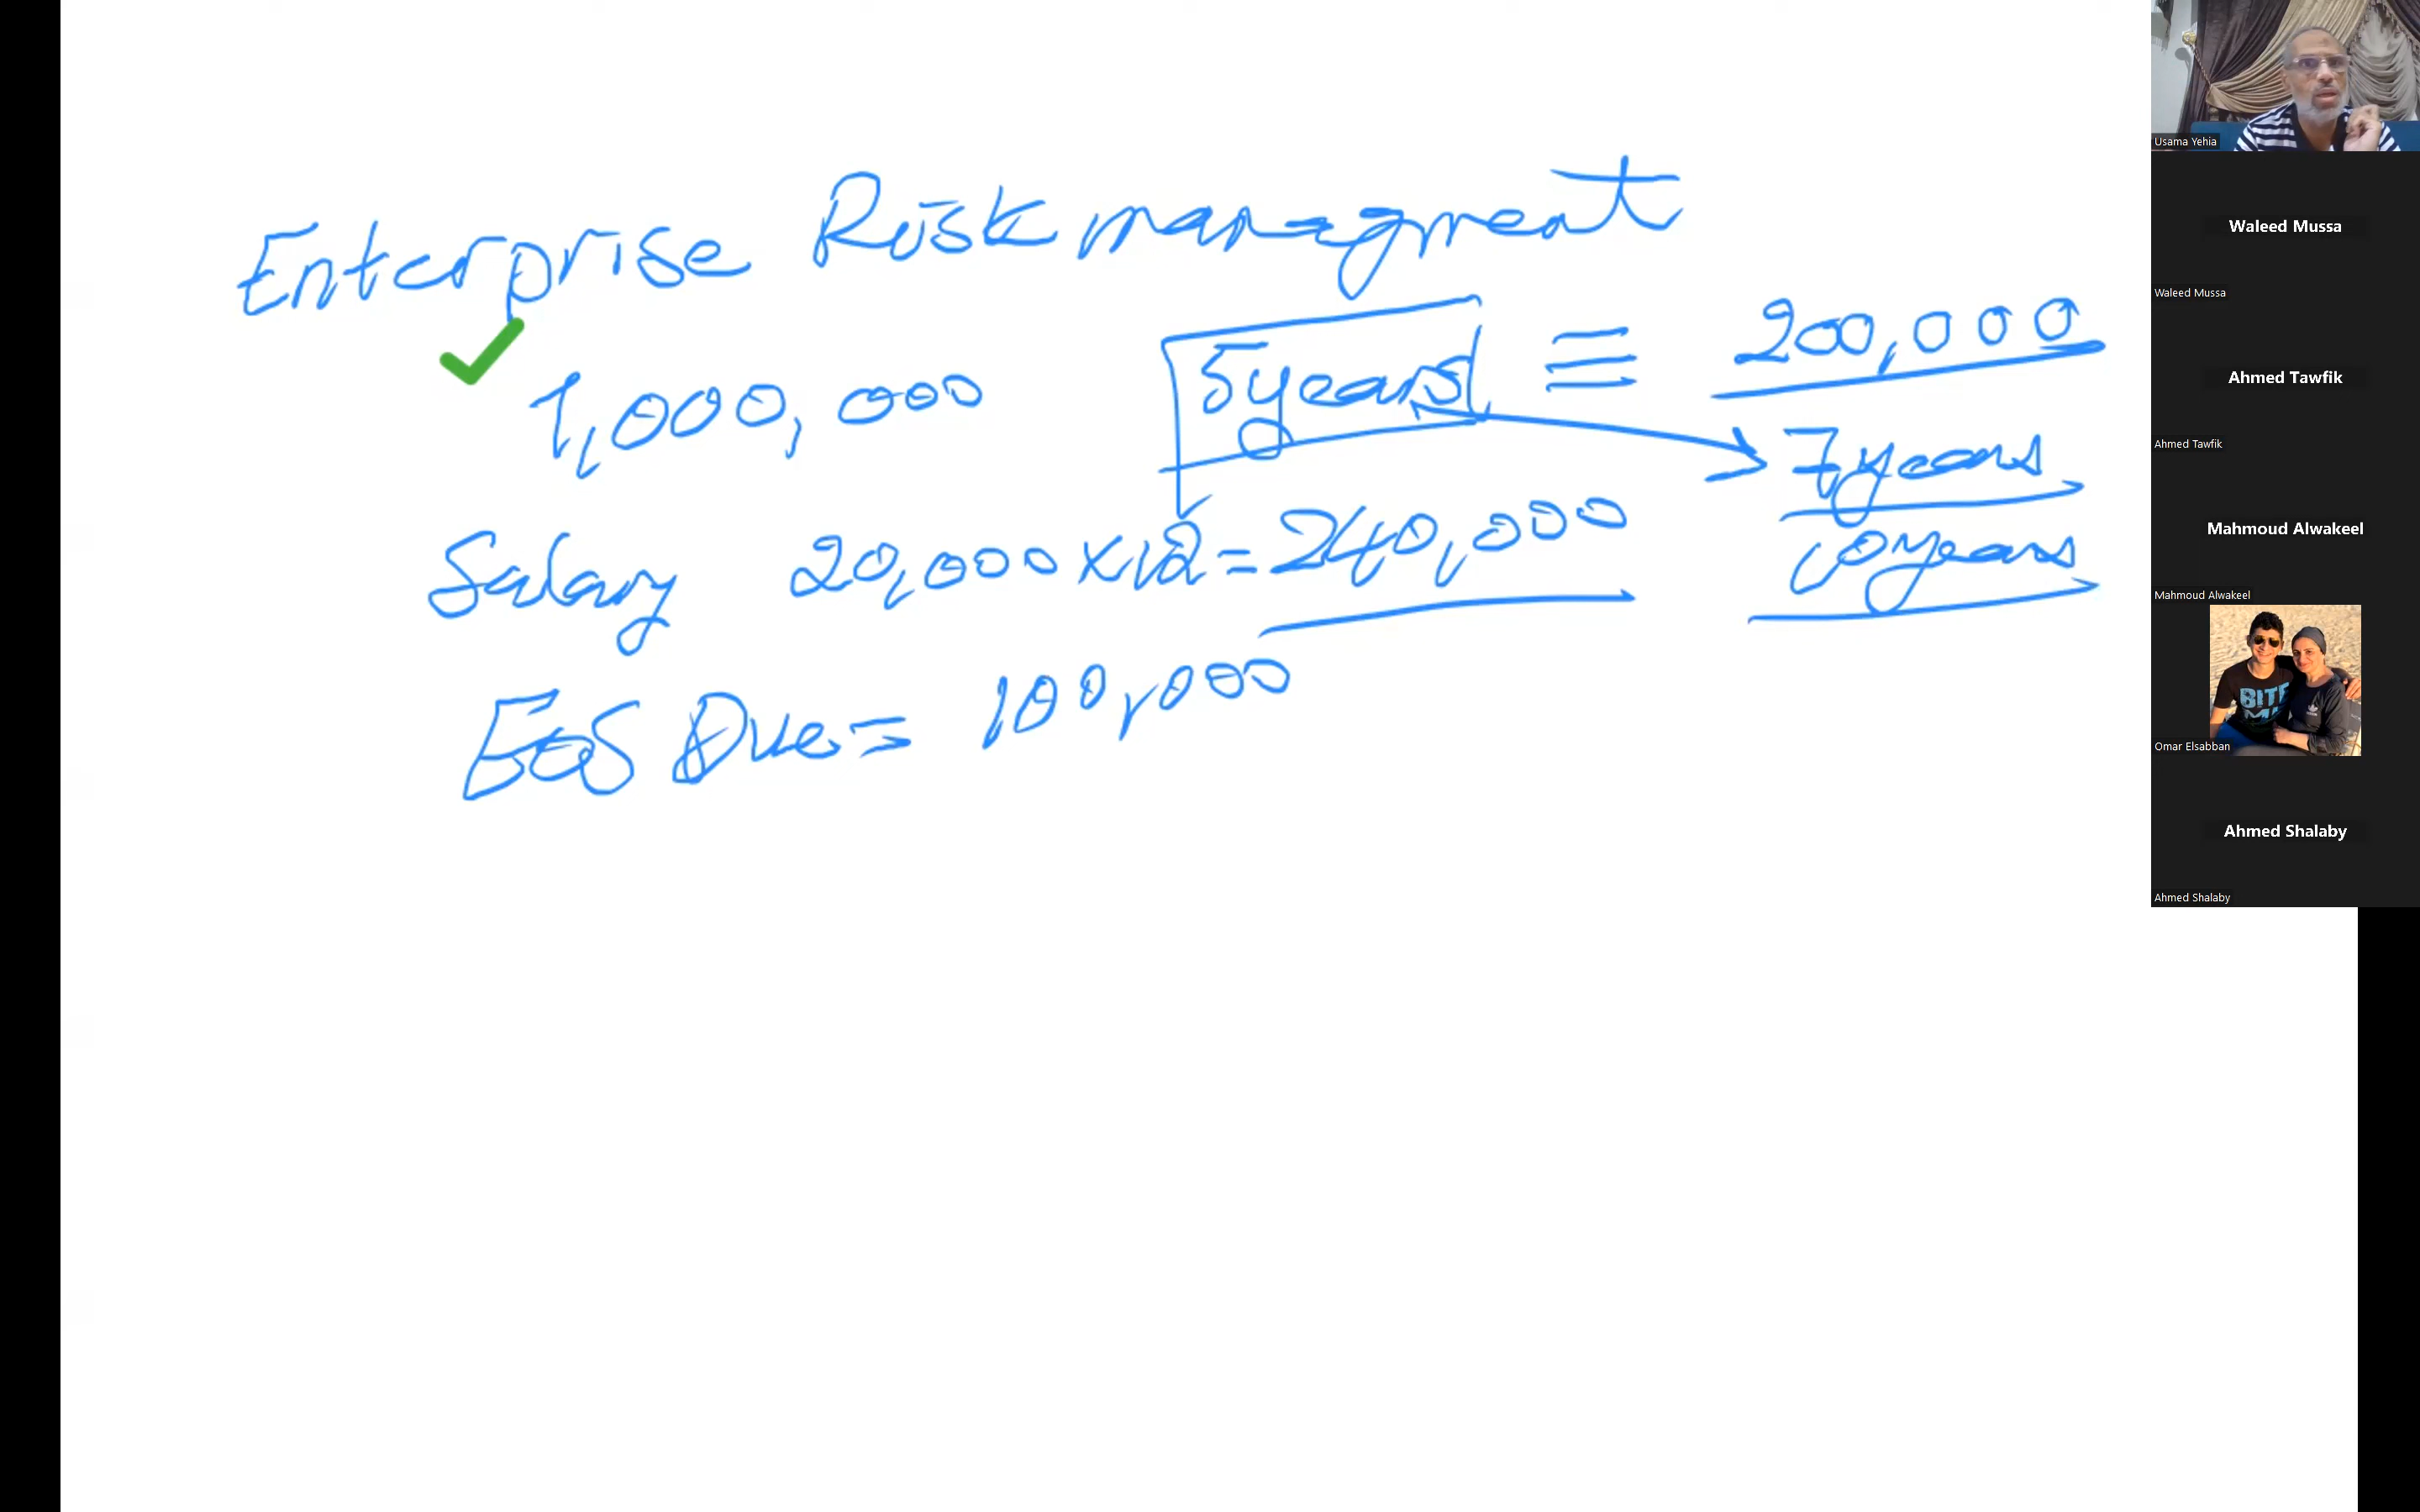 Enterprise Risk managment
1,000,000 5 years ≡ 200,000
7 years
Salary 20,000 x 12 = 240,000
10 years
EOS Due = 100,000
Usama Yehia
Waleed Mussa
Waleed Mussa
Ahmed Tawfik
Ahmed Tawfik
Mahmoud Alwakeel
Mahmoud Alwakeel
BITE
Omar Elsabban
Ahmed Shalaby
Ahmed Shalaby